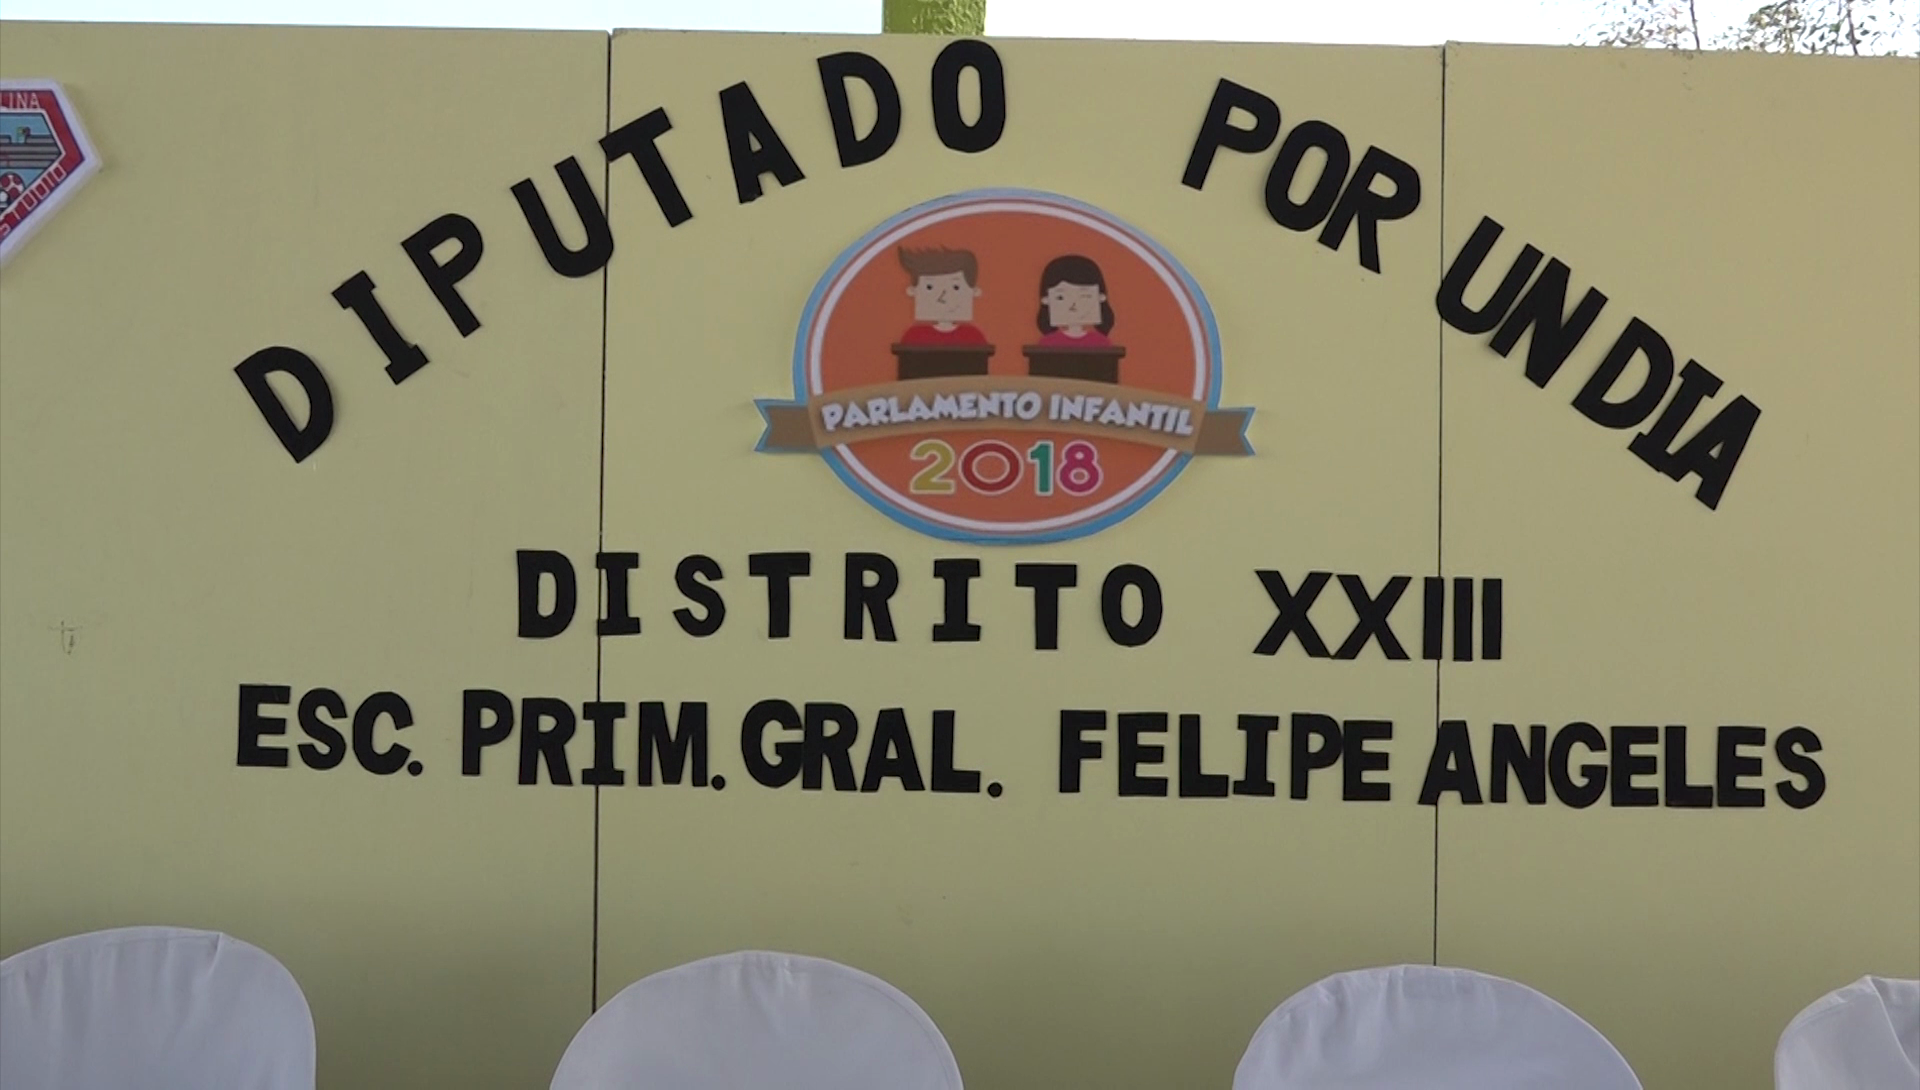 DIPUTADO POR UN DIA
PARLAMENTO INFANTIL
2018
DISTRITO XXIII
ESC. PRIM. GRAL. FELIPE ANGELES